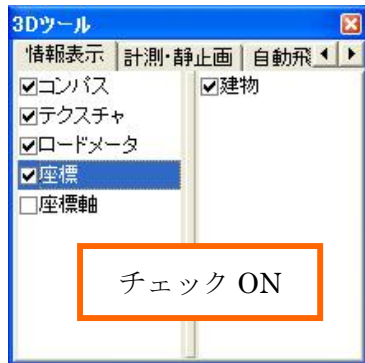 3Dツール
情報表示 計測・静止画 自動飛
コンパス
テクスチャ
ロードメータ
座標
座標軸
建物
チェック ON